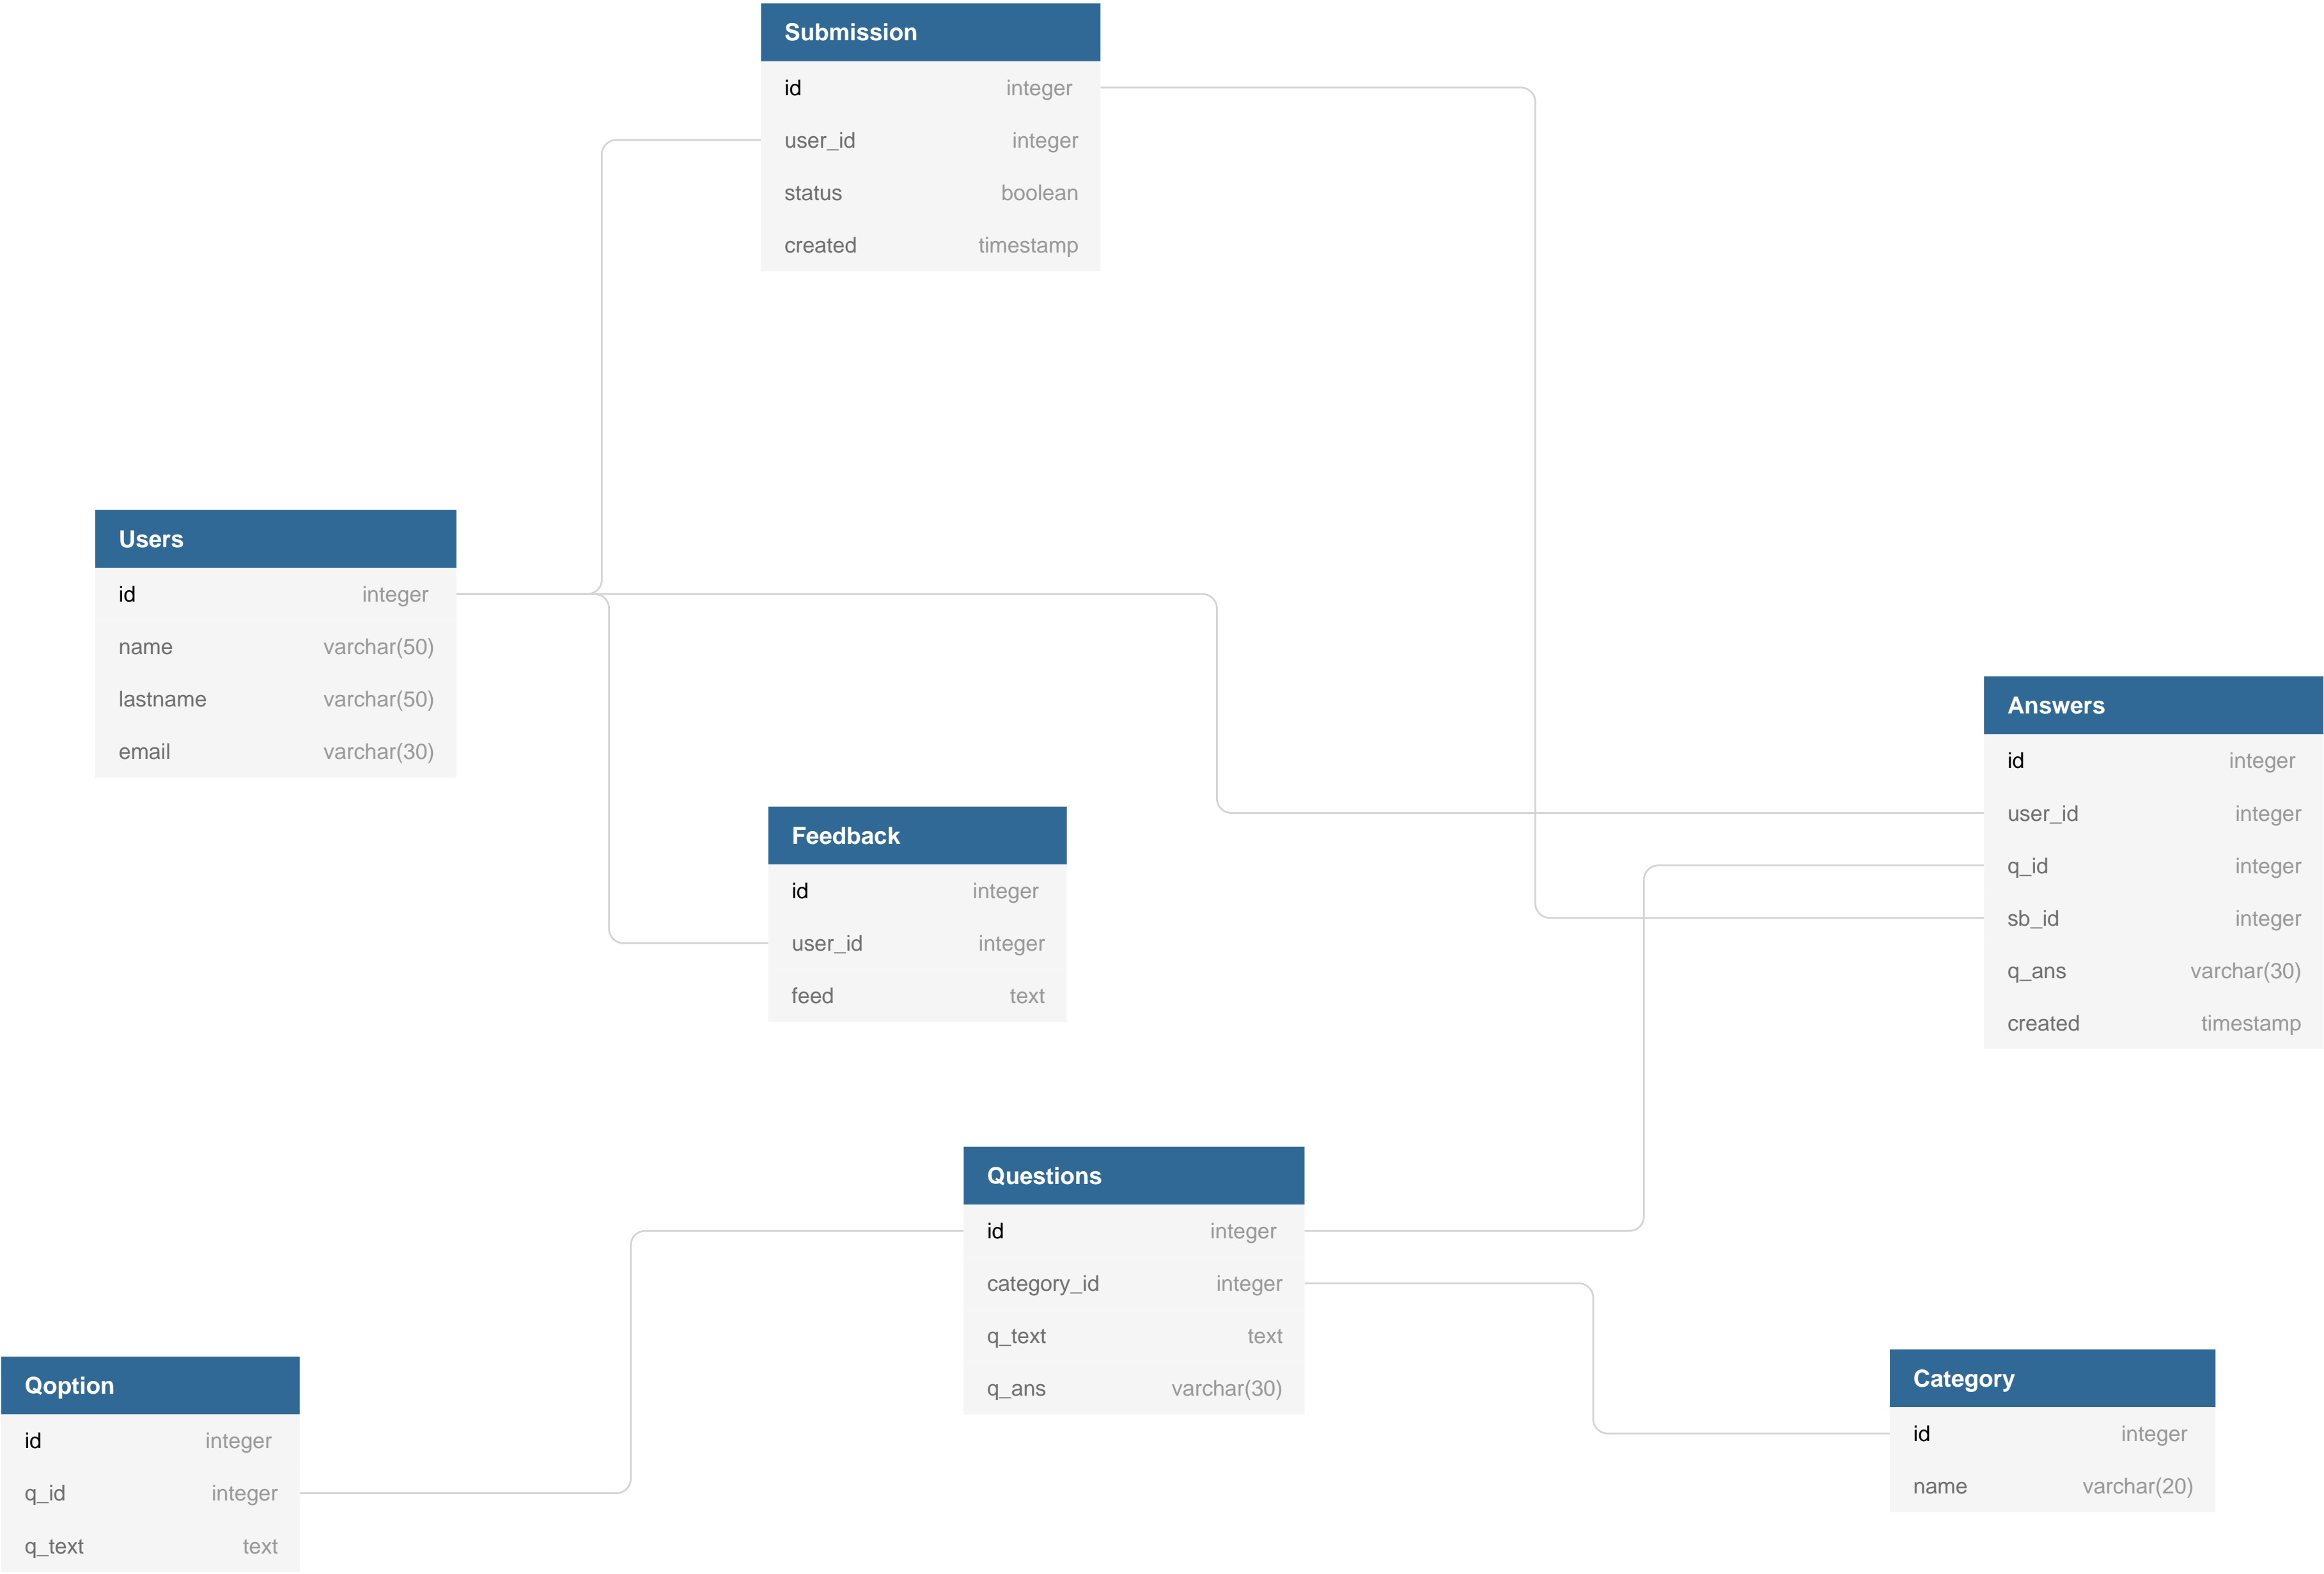 Submission
id integer
user_id integer
status boolean
created timestamp
Users
id integer
name varchar(50)
lastname varchar(50)
email varchar(30)
Answers
id integer
user_id integer
q_id integer
sb_id integer
q_ans varchar(30)
created timestamp
Feedback
id integer
user_id integer
feed text
Questions
id integer
category_id integer
q_text text
q_ans varchar(30)
Qoption
id integer
q_id integer
q_text text
Category
id integer
name varchar(20)